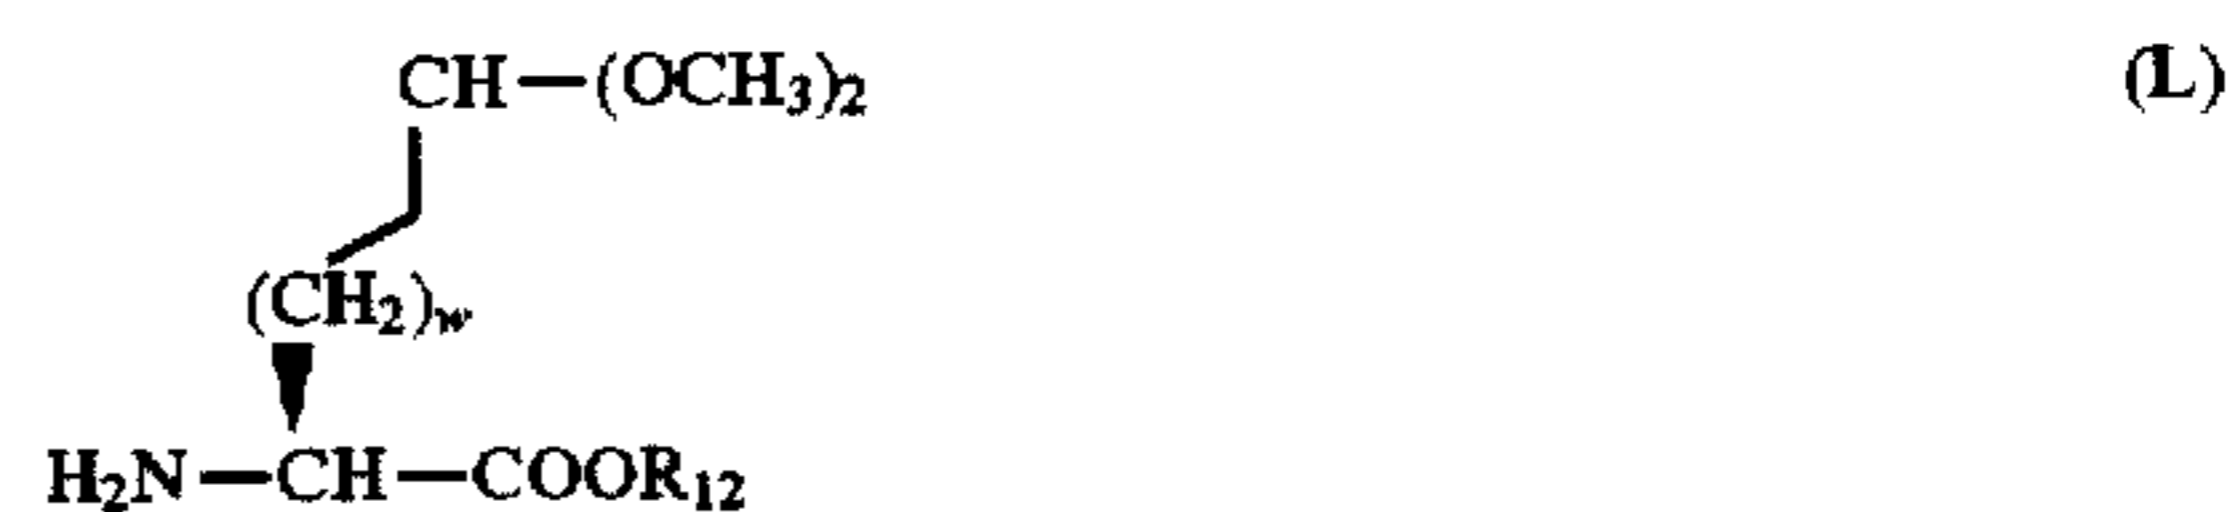 CH—(OCH₃)₂ (L)
(CH₂)w
H₂N—CH—COOR₁₂